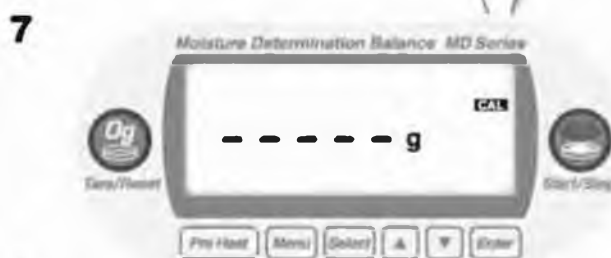 7
Moisture Determination Balance MD Series
CAL
0g
– – – – – g
Tare/Reset
Start/Stop
Pre Heat Menu Select ▲ ▼ Enter